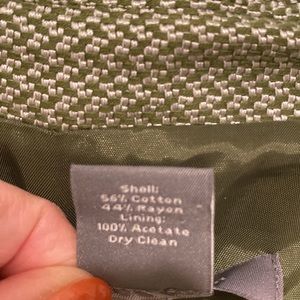 Shell:
56% Cotton
44% Rayon
Lining:
100% Acetate
Dry Clean